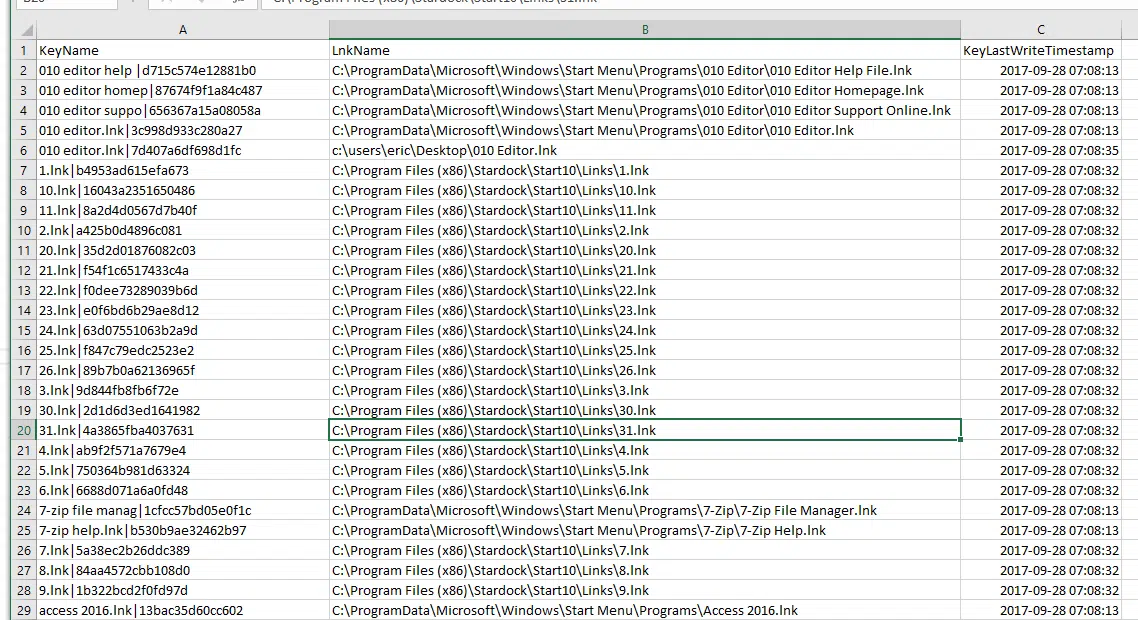 A B C
1 KeyName LnkName KeyLastWriteTimestamp
2 010 editor help |d715c574e12881b0 C:\ProgramData\Microsoft\Windows\Start Menu\Programs\010 Editor\010 Editor Help File.lnk 2017-09-28 07:08:13
3 010 editor homep|87674f9f1a84c487 C:\ProgramData\Microsoft\Windows\Start Menu\Programs\010 Editor\010 Editor Homepage.lnk 2017-09-28 07:08:13
4 010 editor suppo|656367a15a08058a C:\ProgramData\Microsoft\Windows\Start Menu\Programs\010 Editor\010 Editor Support Online.lnk 2017-09-28 07:08:13
5 010 editor.lnk|3c998d933c280a27 C:\ProgramData\Microsoft\Windows\Start Menu\Programs\010 Editor\010 Editor.lnk 2017-09-28 07:08:13
6 010 editor.lnk|7d407a6df698d1fc c:\users\eric\Desktop\010 Editor.lnk 2017-09-28 07:08:35
7 1.lnk|b4953ad615efa673 C:\Program Files (x86)\Stardock\Start10\Links\1.lnk 2017-09-28 07:08:32
8 10.lnk|16043a2351650486 C:\Program Files (x86)\Stardock\Start10\Links\10.lnk 2017-09-28 07:08:32
9 11.lnk|8a2d4d0567d7b40f C:\Program Files (x86)\Stardock\Start10\Links\11.lnk 2017-09-28 07:08:32
10 2.lnk|a425b0d4896c081 C:\Program Files (x86)\Stardock\Start10\Links\2.lnk 2017-09-28 07:08:32
11 20.lnk|35d2d01876082c03 C:\Program Files (x86)\Stardock\Start10\Links\20.lnk 2017-09-28 07:08:32
12 21.lnk|f54f1c6517433c4a C:\Program Files (x86)\Stardock\Start10\Links\21.lnk 2017-09-28 07:08:32
13 22.lnk|f0dee73289039b6d C:\Program Files (x86)\Stardock\Start10\Links\22.lnk 2017-09-28 07:08:32
14 23.lnk|e0f6bd6b29ae8d12 C:\Program Files (x86)\Stardock\Start10\Links\23.lnk 2017-09-28 07:08:32
15 24.lnk|63d07551063b2a9d C:\Program Files (x86)\Stardock\Start10\Links\24.lnk 2017-09-28 07:08:32
16 25.lnk|f847c79edc2523e2 C:\Program Files (x86)\Stardock\Start10\Links\25.lnk 2017-09-28 07:08:32
17 26.lnk|89b7b0a62136965f C:\Program Files (x86)\Stardock\Start10\Links\26.lnk 2017-09-28 07:08:32
18 3.lnk|9d844fb8fb6f72e C:\Program Files (x86)\Stardock\Start10\Links\3.lnk 2017-09-28 07:08:32
19 30.lnk|2d1d6d3ed1641982 C:\Program Files (x86)\Stardock\Start10\Links\30.lnk 2017-09-28 07:08:32
20 31.lnk|4a3865fba4037631 C:\Program Files (x86)\Stardock\Start10\Links\31.lnk 2017-09-28 07:08:32
21 4.lnk|ab9f2f571a7679e4 C:\Program Files (x86)\Stardock\Start10\Links\4.lnk 2017-09-28 07:08:32
22 5.lnk|750364b981d63324 C:\Program Files (x86)\Stardock\Start10\Links\5.lnk 2017-09-28 07:08:32
23 6.lnk|6688d071a6a0fd48 C:\Program Files (x86)\Stardock\Start10\Links\6.lnk 2017-09-28 07:08:32
24 7-zip file manag|1cfcc57bd05e0f1c C:\ProgramData\Microsoft\Windows\Start Menu\Programs\7-Zip\7-Zip File Manager.lnk 2017-09-28 07:08:13
25 7-zip help.lnk|b530b9ae32462b97 C:\ProgramData\Microsoft\Windows\Start Menu\Programs\7-Zip\7-Zip Help.lnk 2017-09-28 07:08:13
26 7.lnk|5a38ec2b26ddc389 C:\Program Files (x86)\Stardock\Start10\Links\7.lnk 2017-09-28 07:08:32
27 8.lnk|84aa4572cbb108d0 C:\Program Files (x86)\Stardock\Start10\Links\8.lnk 2017-09-28 07:08:32
28 9.lnk|1b322bcd2f0fd97d C:\Program Files (x86)\Stardock\Start10\Links\9.lnk 2017-09-28 07:08:32
29 access 2016.lnk|13bac35d60cc602 C:\ProgramData\Microsoft\Windows\Start Menu\Programs\Access 2016.lnk 2017-09-28 07:08:13